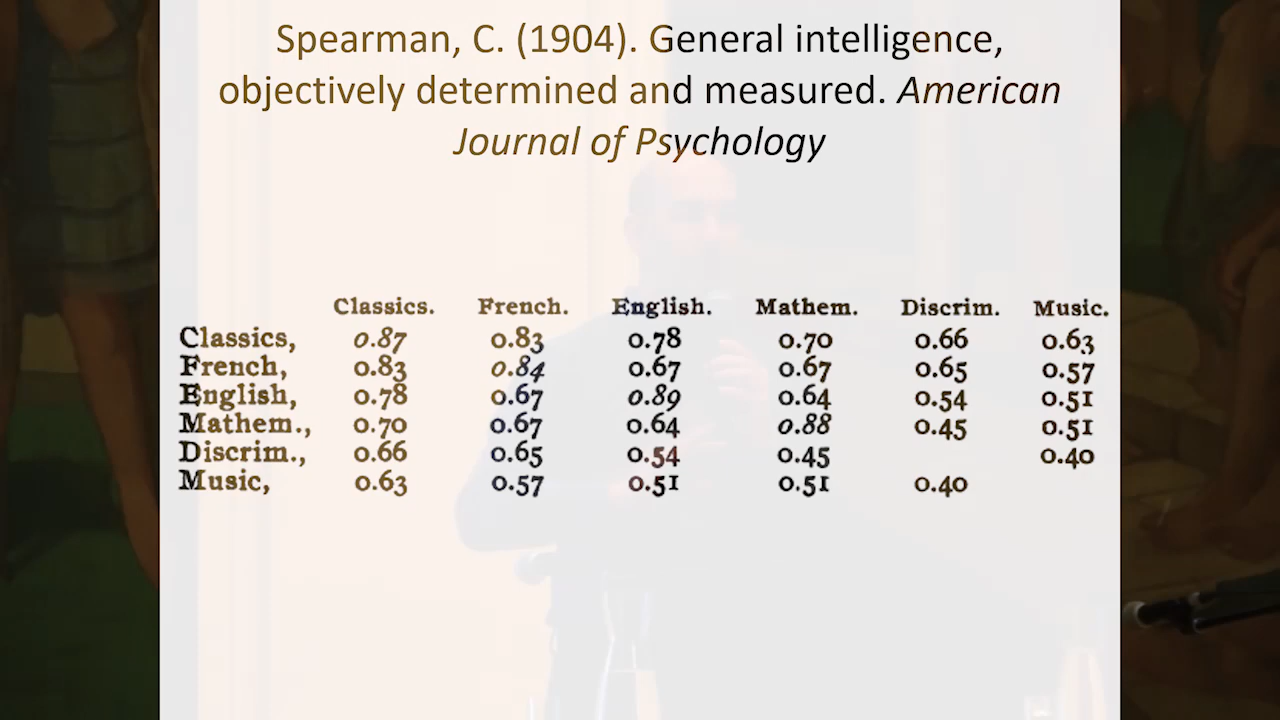 Spearman, C. (1904). General intelligence,
objectively determined and measured. American
Journal of Psychology
Classics. French. English. Mathem. Discrim. Music.
Classics, 0.87 0.83 0.78 0.70 0.66 0.63
French, 0.83 0.84 0.67 0.67 0.65 0.57
English, 0.78 0.67 0.89 0.64 0.54 0.51
Mathem., 0.70 0.67 0.64 0.88 0.45 0.51
Discrim., 0.66 0.65 0.54 0.45 0.40
Music, 0.63 0.57 0.51 0.51 0.40